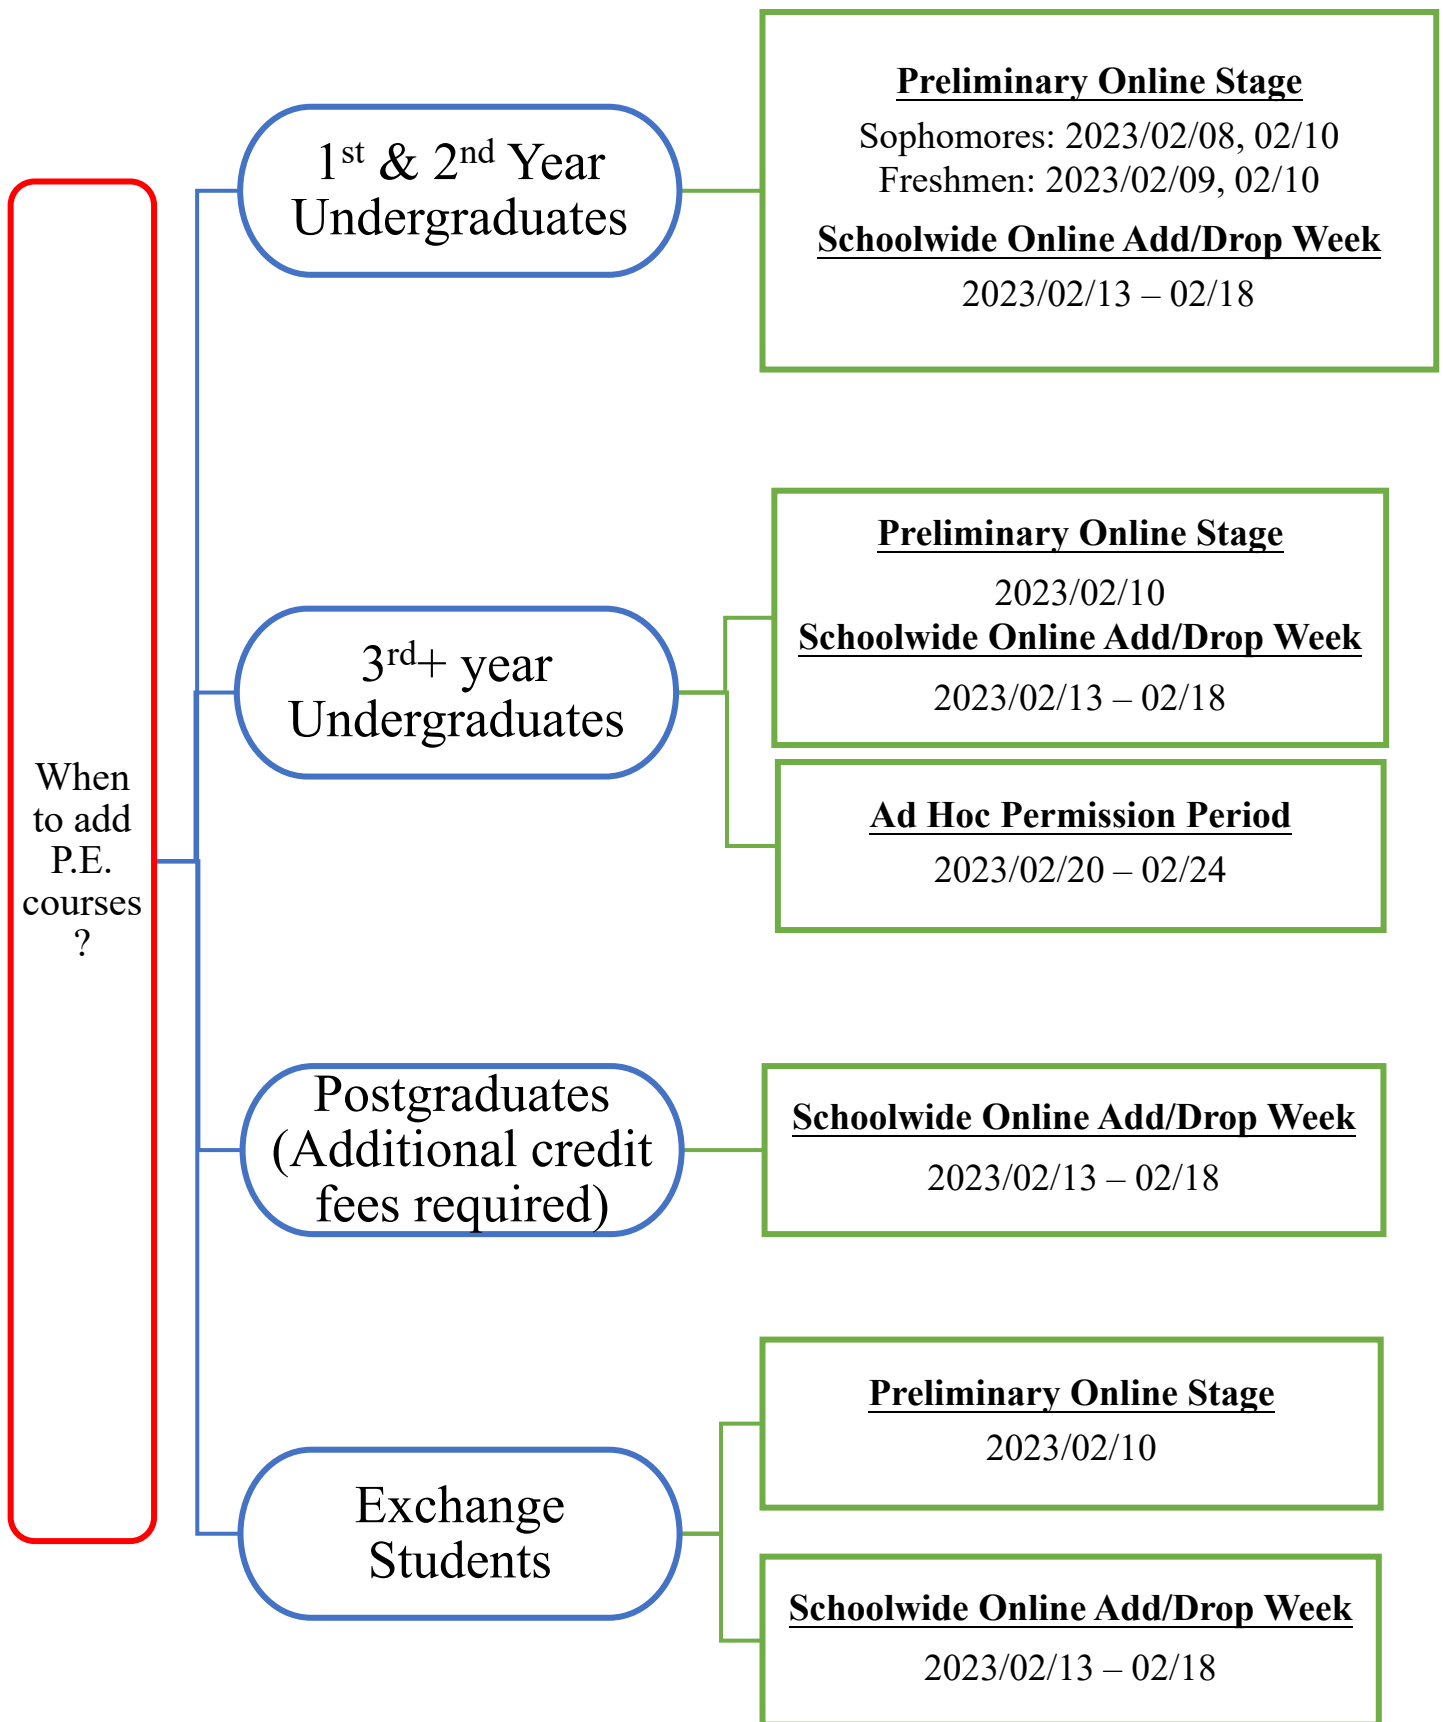 When
to add
P.E.
courses
?
1st & 2nd Year
Undergraduates
Preliminary Online Stage
Sophomores: 2023/02/08, 02/10
Freshmen: 2023/02/09, 02/10
Schoolwide Online Add/Drop Week
2023/02/13 – 02/18
3rd+ year
Undergraduates
Preliminary Online Stage
2023/02/10
Schoolwide Online Add/Drop Week
2023/02/13 – 02/18
Ad Hoc Permission Period
2023/02/20 – 02/24
Postgraduates
(Additional credit
fees required)
Schoolwide Online Add/Drop Week
2023/02/13 – 02/18
Exchange
Students
Preliminary Online Stage
2023/02/10
Schoolwide Online Add/Drop Week
2023/02/13 – 02/18